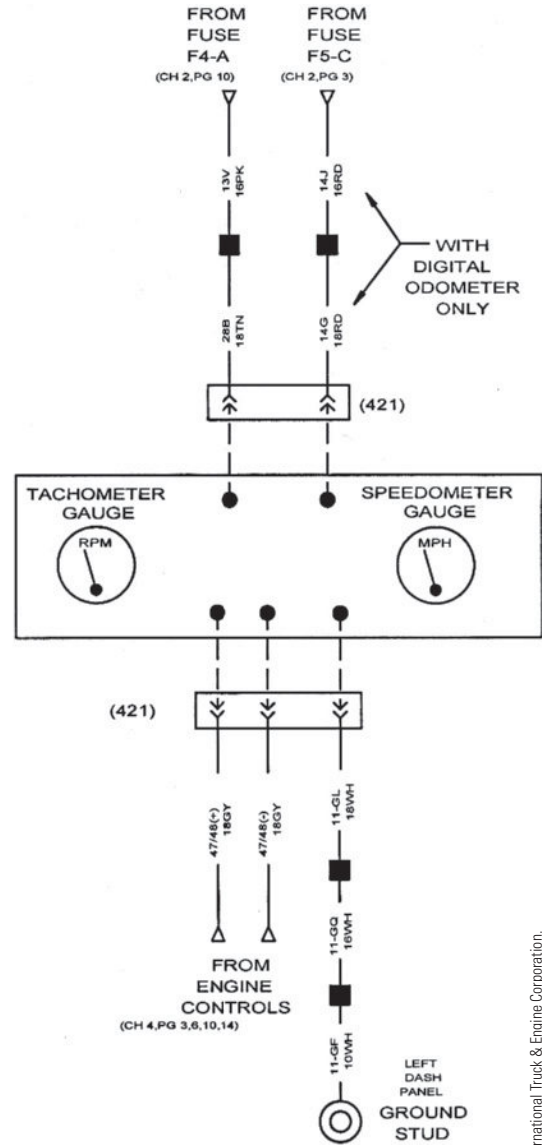 FROM
FUSE
F4-A
(CH 2,PG 10)
FROM
FUSE
F5-C
(CH 2,PG 3)
13V
16PK
14J
16RD
WITH
DIGITAL
ODOMETER
ONLY
28B
18TN
14G
18RD
(421)
TACHOMETER
GAUGE
RPM
SPEEDOMETER
GAUGE
MPH
(421)
47/48(+)
18GY
47/48(-)
18GY
11-GL
18WH
11-GQ
16WH
11-GF
10WH
FROM
ENGINE
CONTROLS
(CH 4,PG 3,6,10,14)
LEFT
DASH
PANEL
GROUND
STUD
rnational Truck & Engine Corporation.